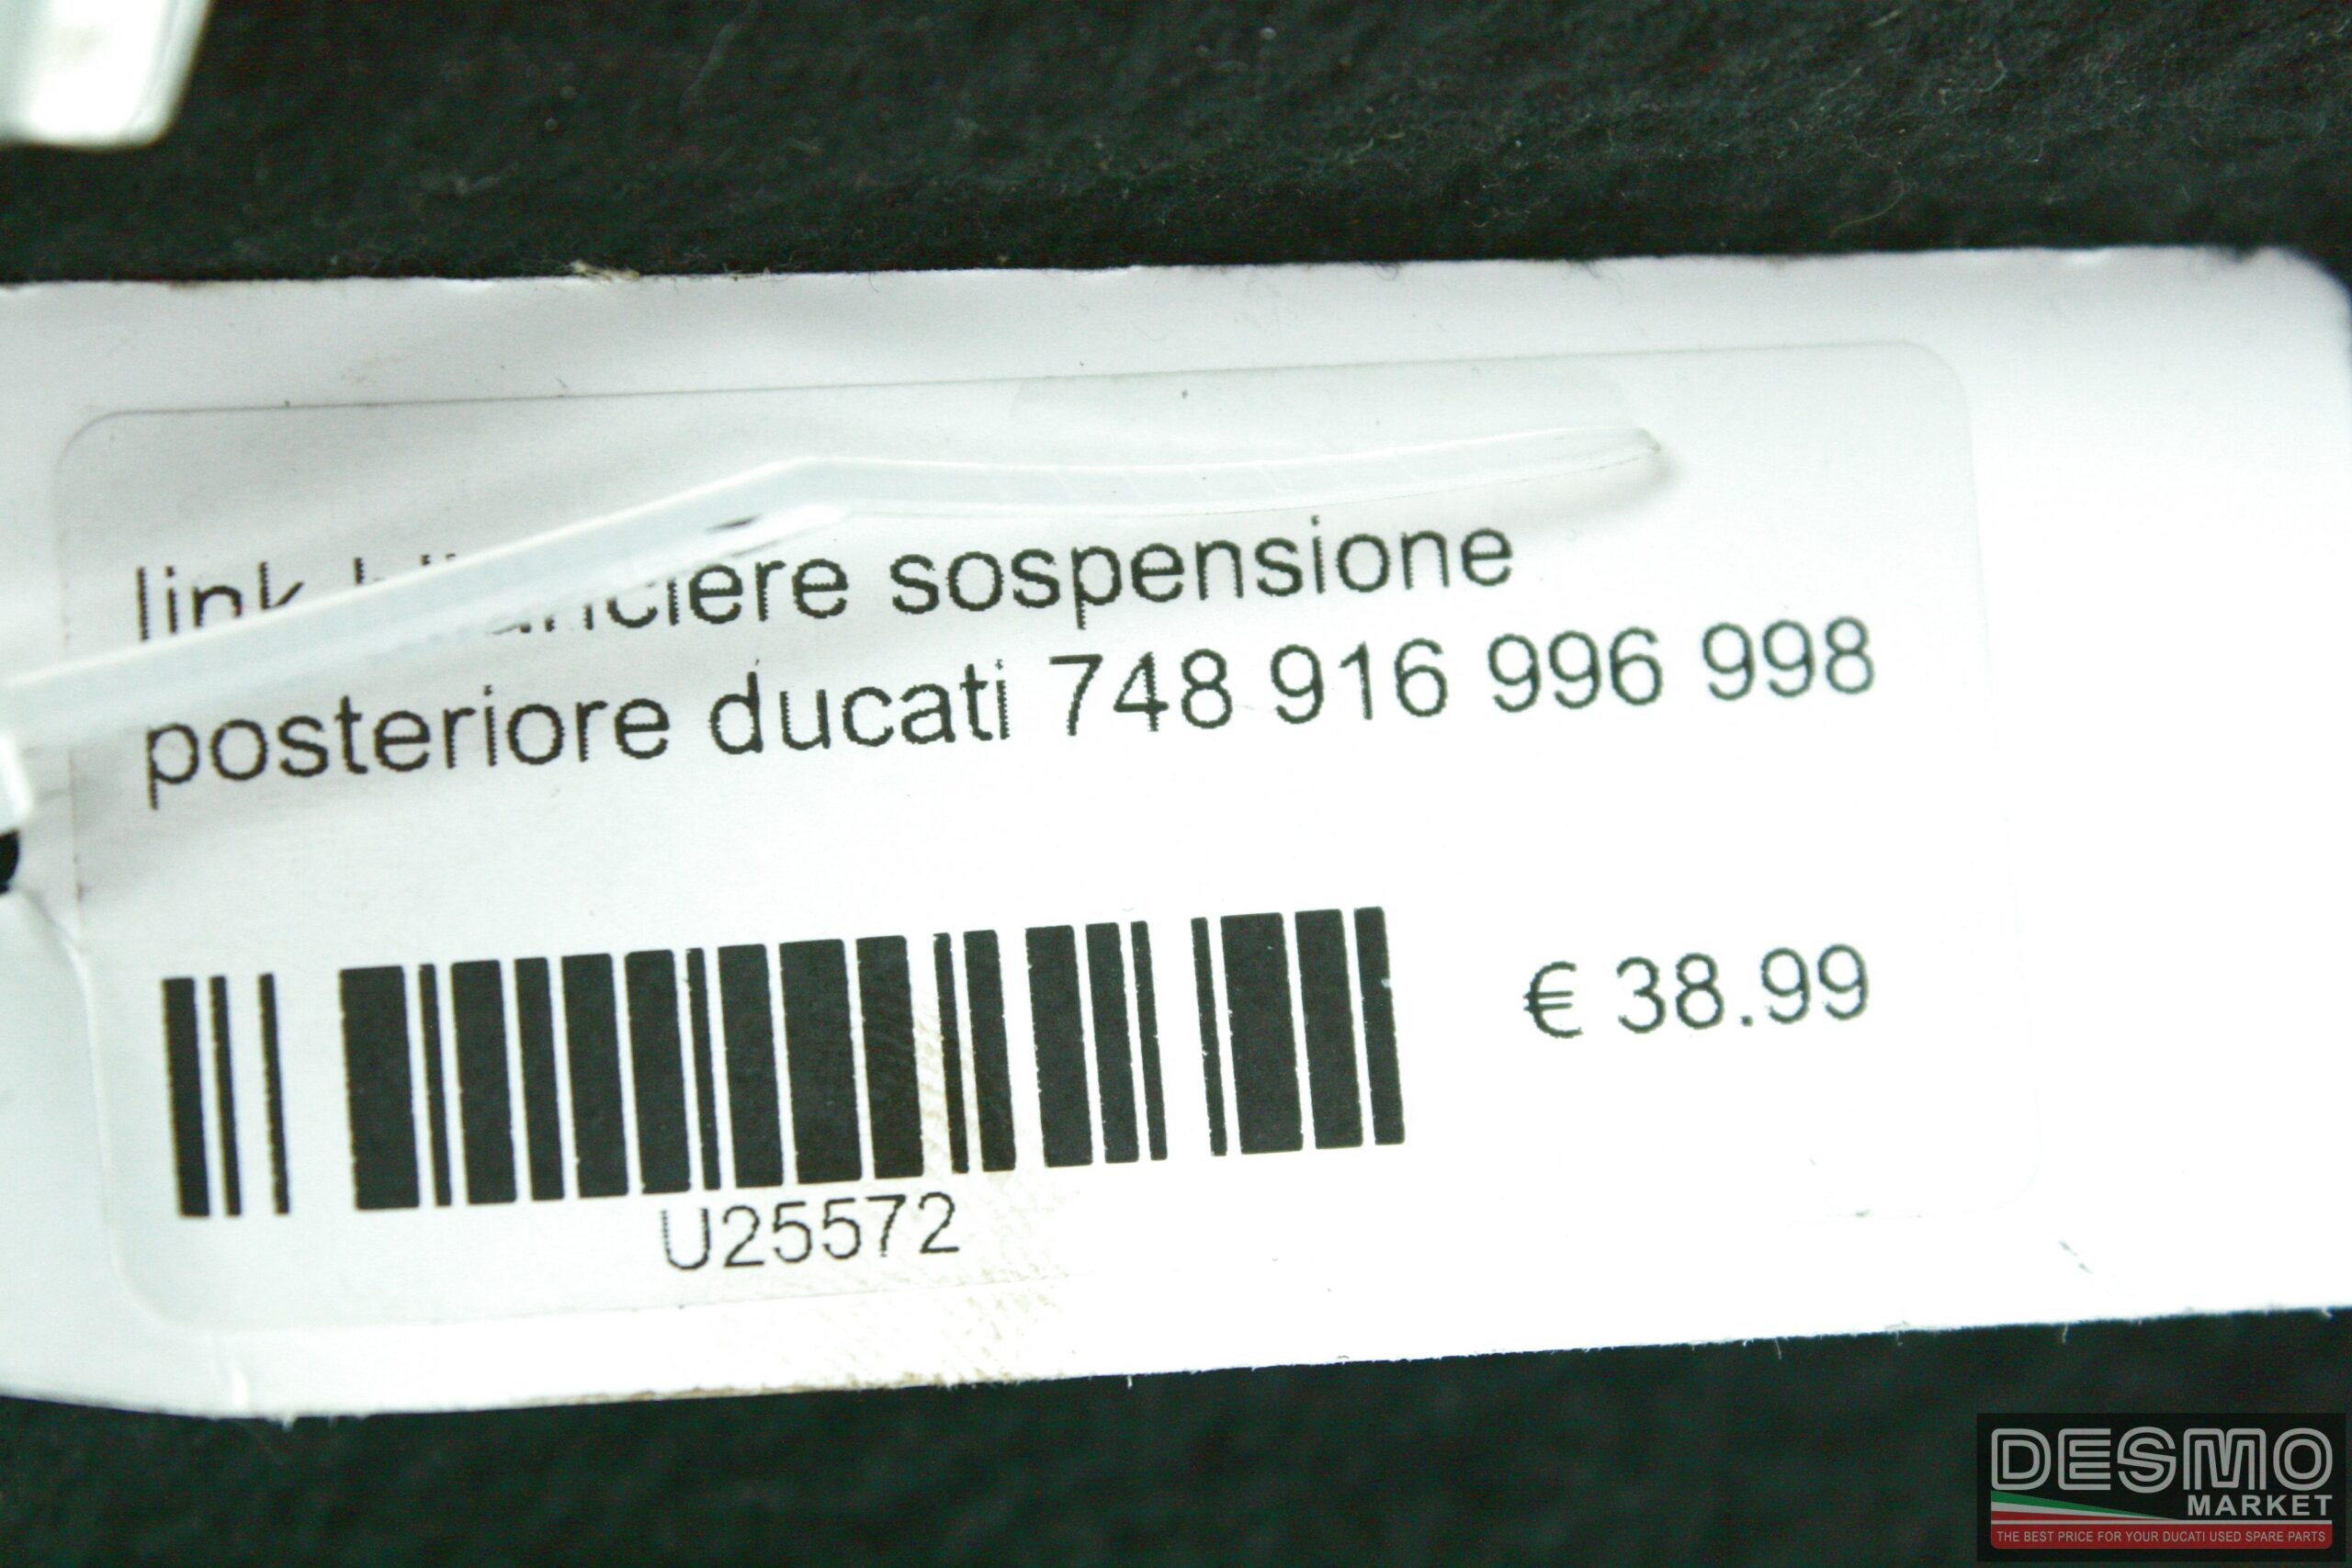 link bilanciere sospensione
posteriore ducati 748 916 996 998
€ 38.99
U25572
DESMO
MARKET
THE BEST PRICE FOR YOUR DUCATI USED SPARE PARTS